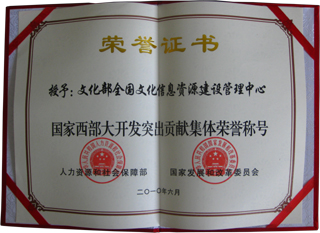 荣誉证书
授予：文化部全国文化信息资源建设管理中心
国家西部大开发突出贡献集体荣誉称号
人力资源和社会保障部 国家发展和改革委员会
二〇一〇年六月